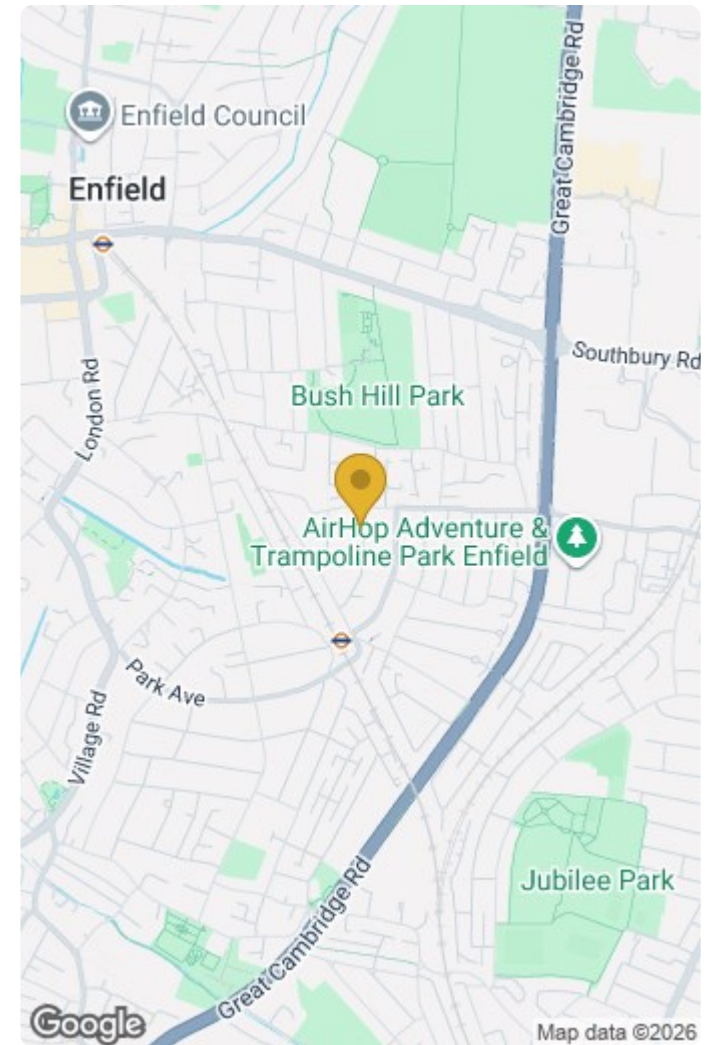 Great Cambridge Rd
Enfield Council
Enfield
Southbury Rd
London Rd
Bush Hill Park
AirHop Adventure &
Trampoline Park Enfield
Park Ave
Village Rd
Jubilee Park
Great Cambridge Rd
Google
Map data ©2026